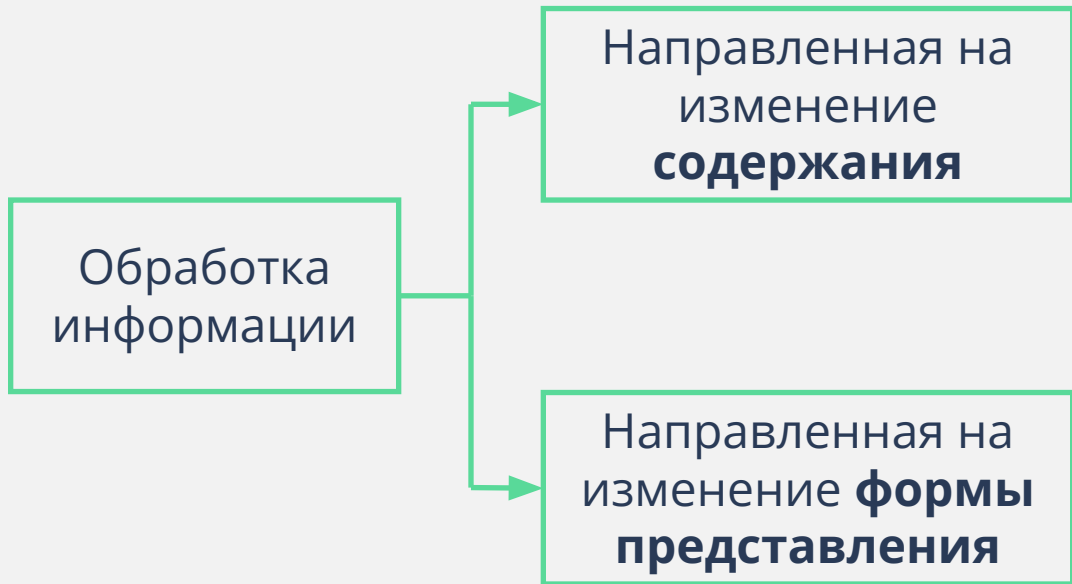 Обработка
информации
Направленная на
изменение
содержания
Направленная на
изменение формы
представления